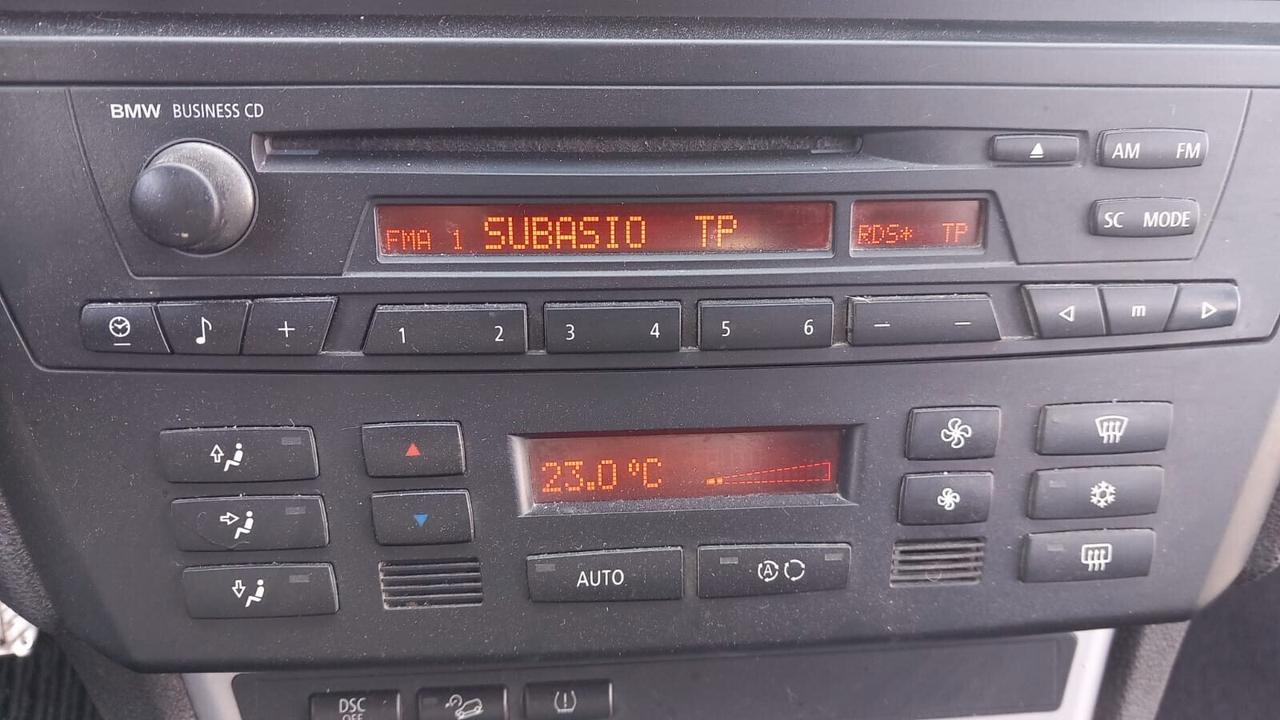 BMW BUSINESS CD
AM FM
FMA 1 SUBASIO TP RDS* TP
SC MODE
+ 1 2 3 4 5 6 — — m
23.0°C
AUTO A
DSC
OFF